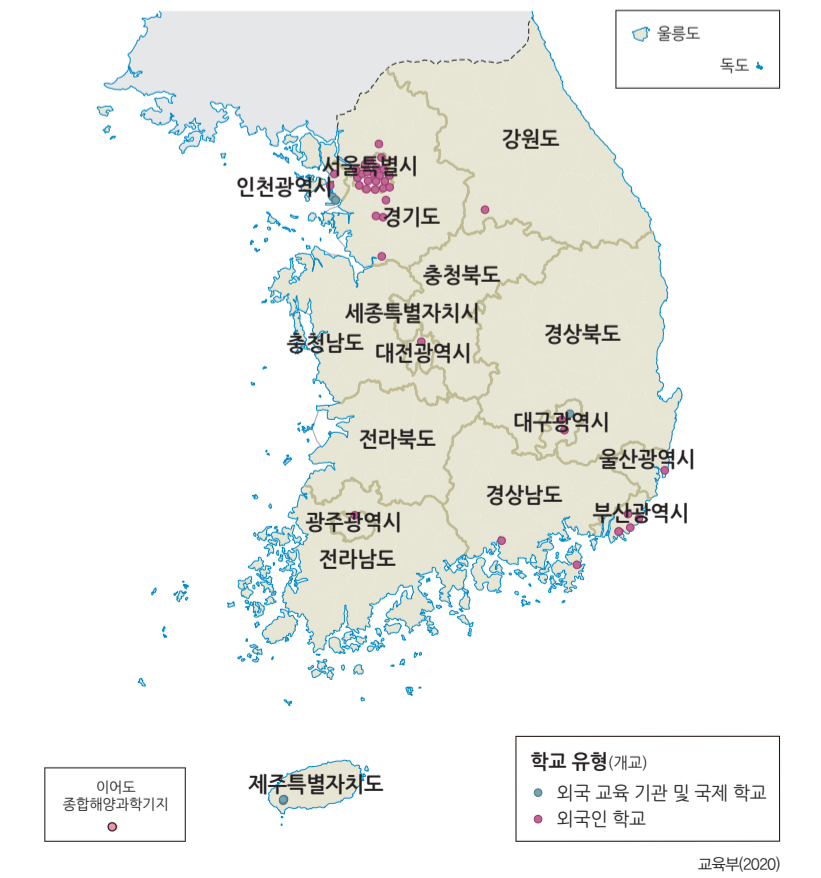 울릉도
독도
강원도
서울특별시
인천광역시
경기도
충청북도
세종특별자치시
경상북도
충청남도
대전광역시
대구광역시
전라북도
울산광역시
경상남도
부산광역시
광주광역시
전라남도
제주특별자치도
이어도
종합해양과학기지
학교 유형(개교)
외국 교육 기관 및 국제 학교
외국인 학교
교육부(2020)